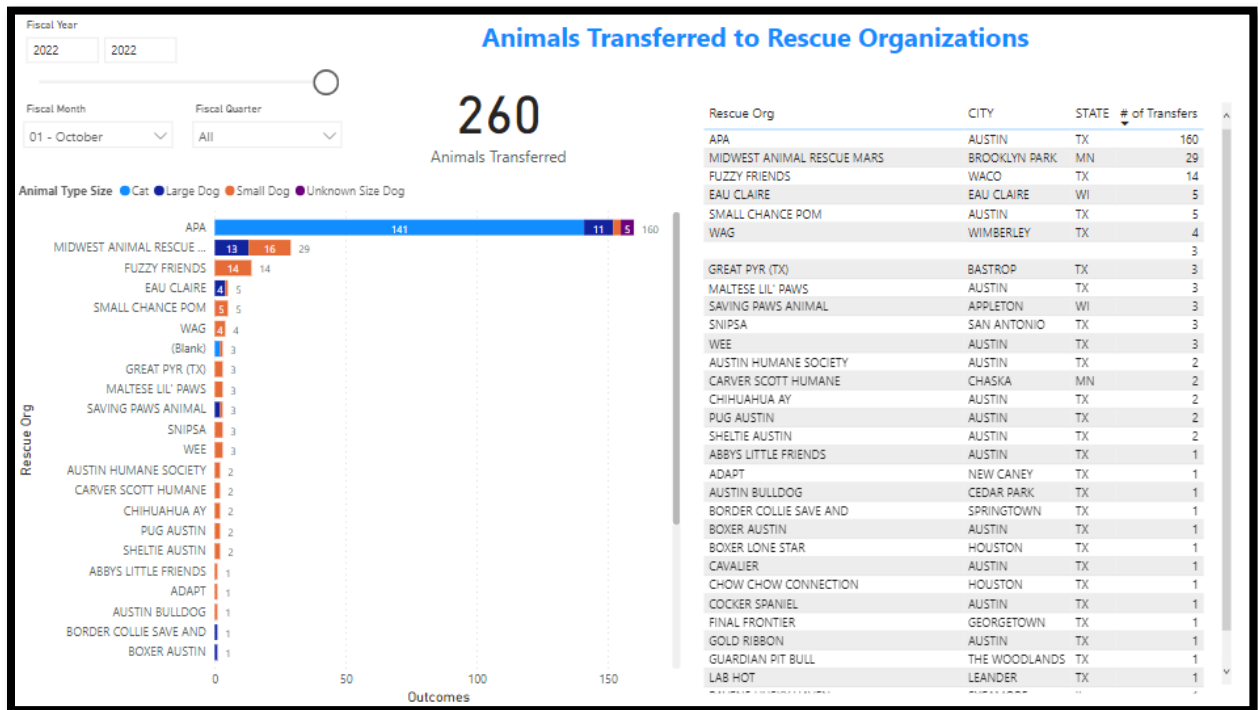 Fiscal Year
2022 2022
Animals Transferred to Rescue Organizations
Fiscal Month Fiscal Quarter
01 - October All
260
Animals Transferred
Animal Type Size Cat Large Dog Small Dog Unknown Size Dog
APA 141 11 5 160
MIDWEST ANIMAL RESCUE ... 13 16 29
FUZZY FRIENDS 14 14
EAU CLAIRE 4 5
SMALL CHANCE POM 5 5
WAG 4 4
(Blank) 3
GREAT PYR (TX) 3
MALTESE LIL' PAWS 3
SAVING PAWS ANIMAL 3
SNIPSA 3
WEE 3
AUSTIN HUMANE SOCIETY 2
CARVER SCOTT HUMANE 2
CHIHUAHUA AY 2
PUG AUSTIN 2
SHELTIE AUSTIN 2
ABBYS LITTLE FRIENDS 1
ADAPT 1
AUSTIN BULLDOG 1
BORDER COLLIE SAVE AND 1
BOXER AUSTIN 1
Rescue Org
0 50 100 150
Outcomes
Rescue Org CITY STATE # of Transfers
APA AUSTIN TX 160
MIDWEST ANIMAL RESCUE MARS BROOKLYN PARK MN 29
FUZZY FRIENDS WACO TX 14
EAU CLAIRE EAU CLAIRE WI 5
SMALL CHANCE POM AUSTIN TX 5
WAG WIMBERLEY TX 4
3
GREAT PYR (TX) BASTROP TX 3
MALTESE LIL' PAWS AUSTIN TX 3
SAVING PAWS ANIMAL APPLETON WI 3
SNIPSA SAN ANTONIO TX 3
WEE AUSTIN TX 3
AUSTIN HUMANE SOCIETY AUSTIN TX 2
CARVER SCOTT HUMANE CHASKA MN 2
CHIHUAHUA AY AUSTIN TX 2
PUG AUSTIN AUSTIN TX 2
SHELTIE AUSTIN AUSTIN TX 2
ABBYS LITTLE FRIENDS AUSTIN TX 1
ADAPT NEW CANEY TX 1
AUSTIN BULLDOG CEDAR PARK TX 1
BORDER COLLIE SAVE AND SPRINGTOWN TX 1
BOXER AUSTIN AUSTIN TX 1
BOXER LONE STAR HOUSTON TX 1
CAVALIER AUSTIN TX 1
CHOW CHOW CONNECTION HOUSTON TX 1
COCKER SPANIEL AUSTIN TX 1
FINAL FRONTIER GEORGETOWN TX 1
GOLD RIBBON AUSTIN TX 1
GUARDIAN PIT BULL THE WOODLANDS TX 1
LAB HOT LEANDER TX 1